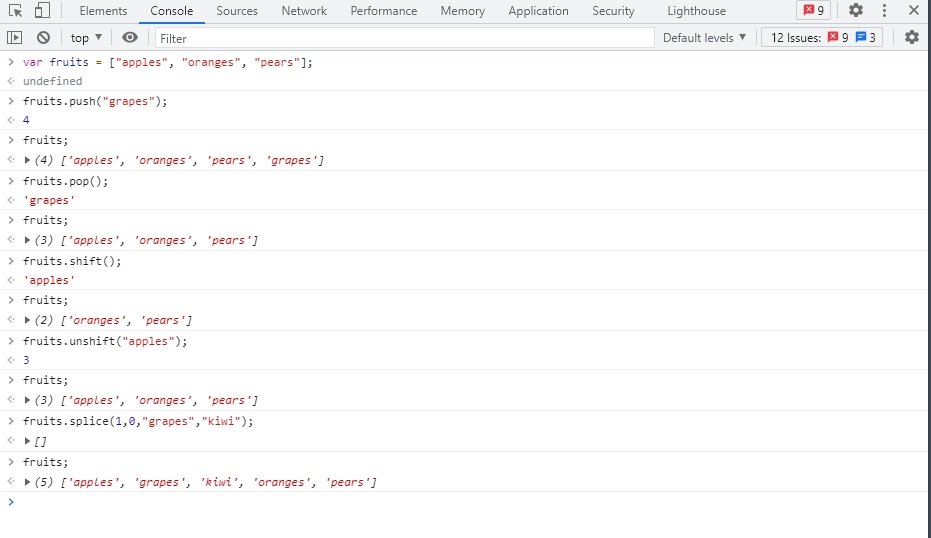 Elements Console Sources Network Performance Memory Application Security Lighthouse 9
top Filter Default levels 12 Issues: 9 3
> var fruits = ["apples", "oranges", "pears"];
undefined
> fruits.push("grapes");
4
> fruits;
(4) ['apples', 'oranges', 'pears', 'grapes']
> fruits.pop();
'grapes'
> fruits;
(3) ['apples', 'oranges', 'pears']
> fruits.shift();
'apples'
> fruits;
(2) ['oranges', 'pears']
> fruits.unshift("apples");
3
> fruits;
(3) ['apples', 'oranges', 'pears']
> fruits.splice(1,0,"grapes","kiwi");
[]
> fruits;
(5) ['apples', 'grapes', 'kiwi', 'oranges', 'pears']
>